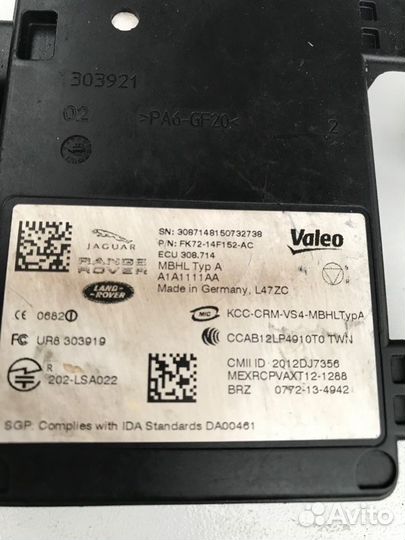 303921
02
>PA6-GF20<
2
SN: 3087148150732738
P/N: FK72-14F152-AC
ECU 308.714
MBHL Typ A
A1A1111AA
Made in Germany, L47ZC
Valeo
JAGUAR
RANGE
ROVER
LAND-
ROVER
CE 0682
MIC KCC-CRM-VS4-MBHLTypA
FC UR8 303919
CCAB12LP4910T0 TWN
R
202-LSA022
CMII ID 2012DJ7356
MEXRCPVAXT12-1288
BRZ 0772-13-4942
SGP: Complies with IDA Standards DA00461
Avito